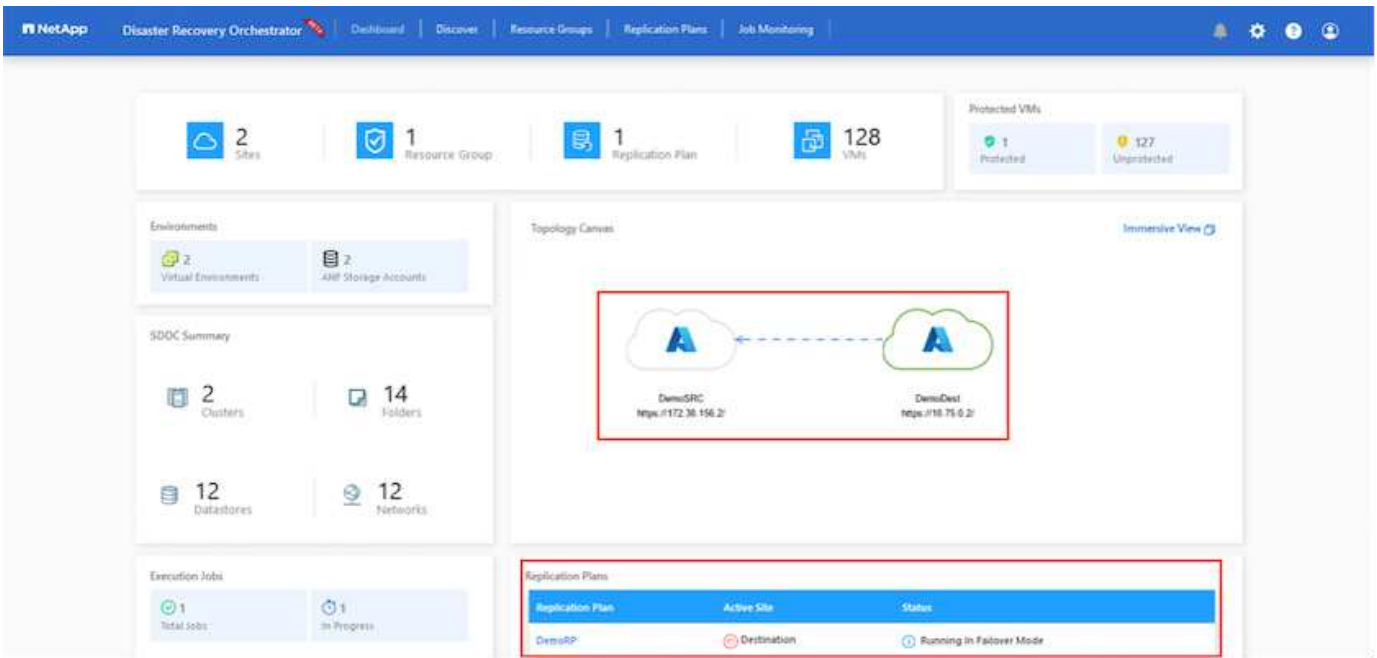 NetApp Disaster Recovery Orchestrator Dashboard Discover Resource Groups Replication Plans Job Monitoring
2
Sites
1
Resource Group
1
Replication Plan
128
VMs
Protected VMs
1
Protected
127
Unprotected
Environments
2
Virtual Environments
2
ANF Storage Accounts
Topology Canvas
Immersive View
DemoSRC
https://172.30.156.2/
DemoDest
https://10.75.0.2/
SDDC Summary
2
Clusters
14
Folders
12
Datastores
12
Networks
Execution Jobs
1
Total Jobs
1
In Progress
Replication Plans
Replication Plan Active Site Status
DemoRP Destination Running In Failover Mode